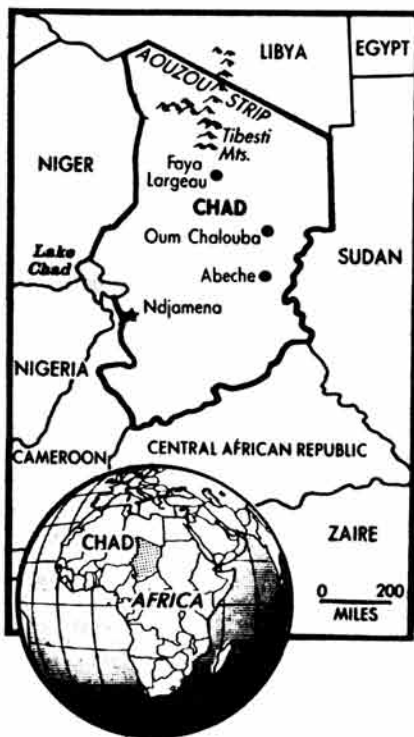 LIBYA
EGYPT
AOUZOU STRIP
Tibesti
Mts.
NIGER
Faya
Largeau
CHAD
Oum Chalouba
SUDAN
Lake
Chad
Abeche
Ndjamena
NIGERIA
CAMEROON
CENTRAL AFRICAN REPUBLIC
ZAIRE
CHAD
AFRICA
0 200
MILES